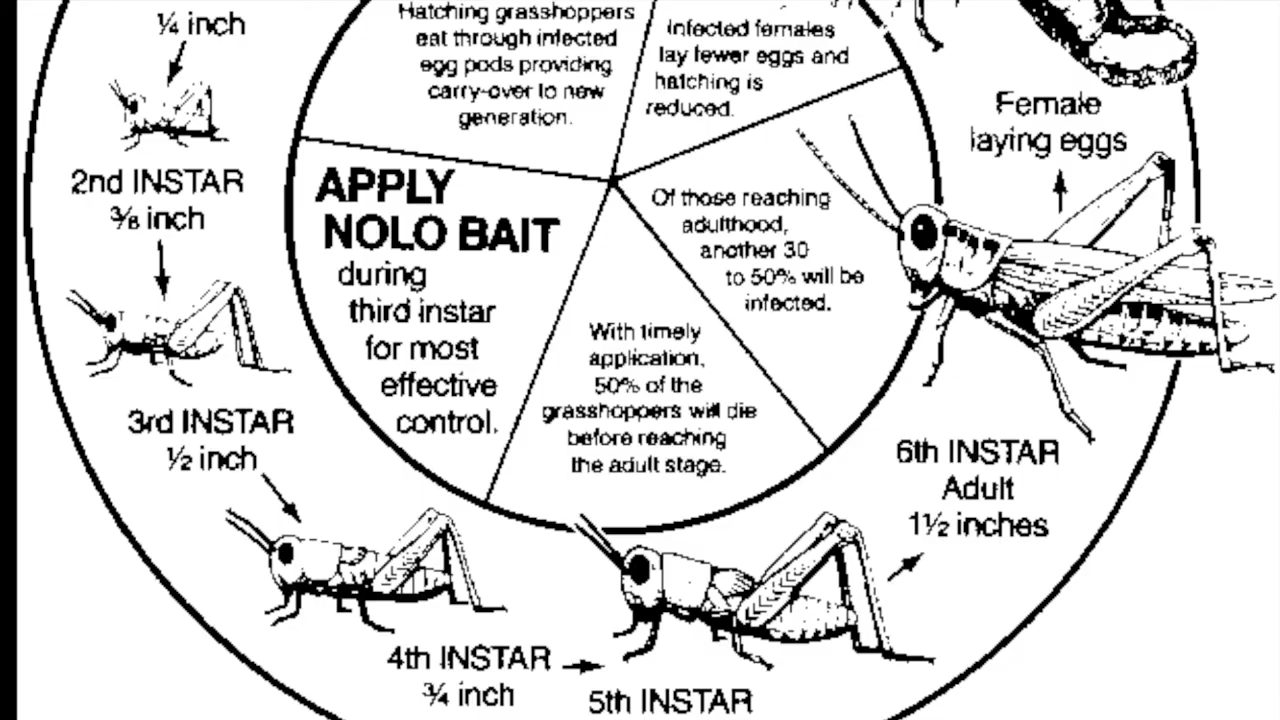 ¼ inch
2nd INSTAR
⅜ inch
3rd INSTAR
½ inch
4th INSTAR
¾ inch
5th INSTAR
6th INSTAR
Adult
1½ inches
Female
laying eggs
Hatching grasshoppers
eat through infected
egg pods providing
carry-over to new
generation.
Infected females
lay fewer eggs and
hatching is
reduced.
APPLY
NOLO BAIT
during
third instar
for most
effective
control.
With timely
application,
50% of the
grasshoppers will die
before reaching
the adult stage.
Of those reaching
adulthood,
another 30
to 50% will be
infected.